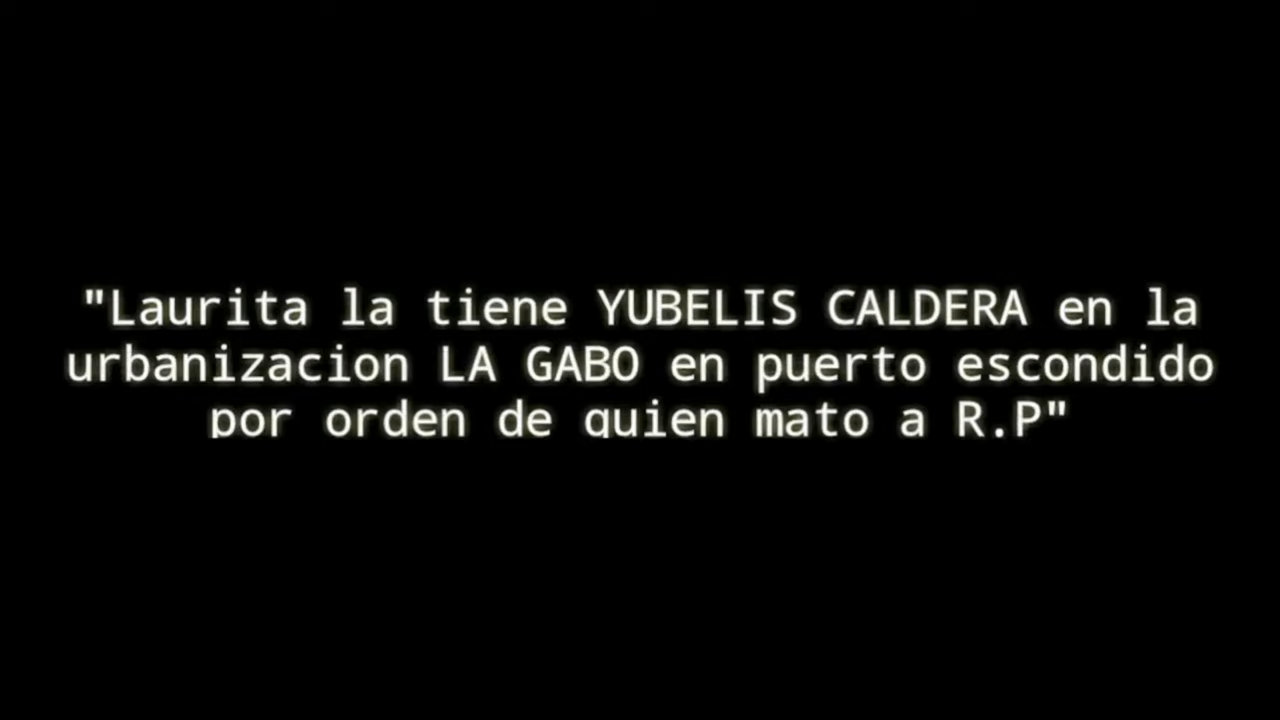 "Laurita la tiene YUBELIS CALDERA en la
urbanizacion LA GABO en puerto escondido
por orden de quien mato a R.P"